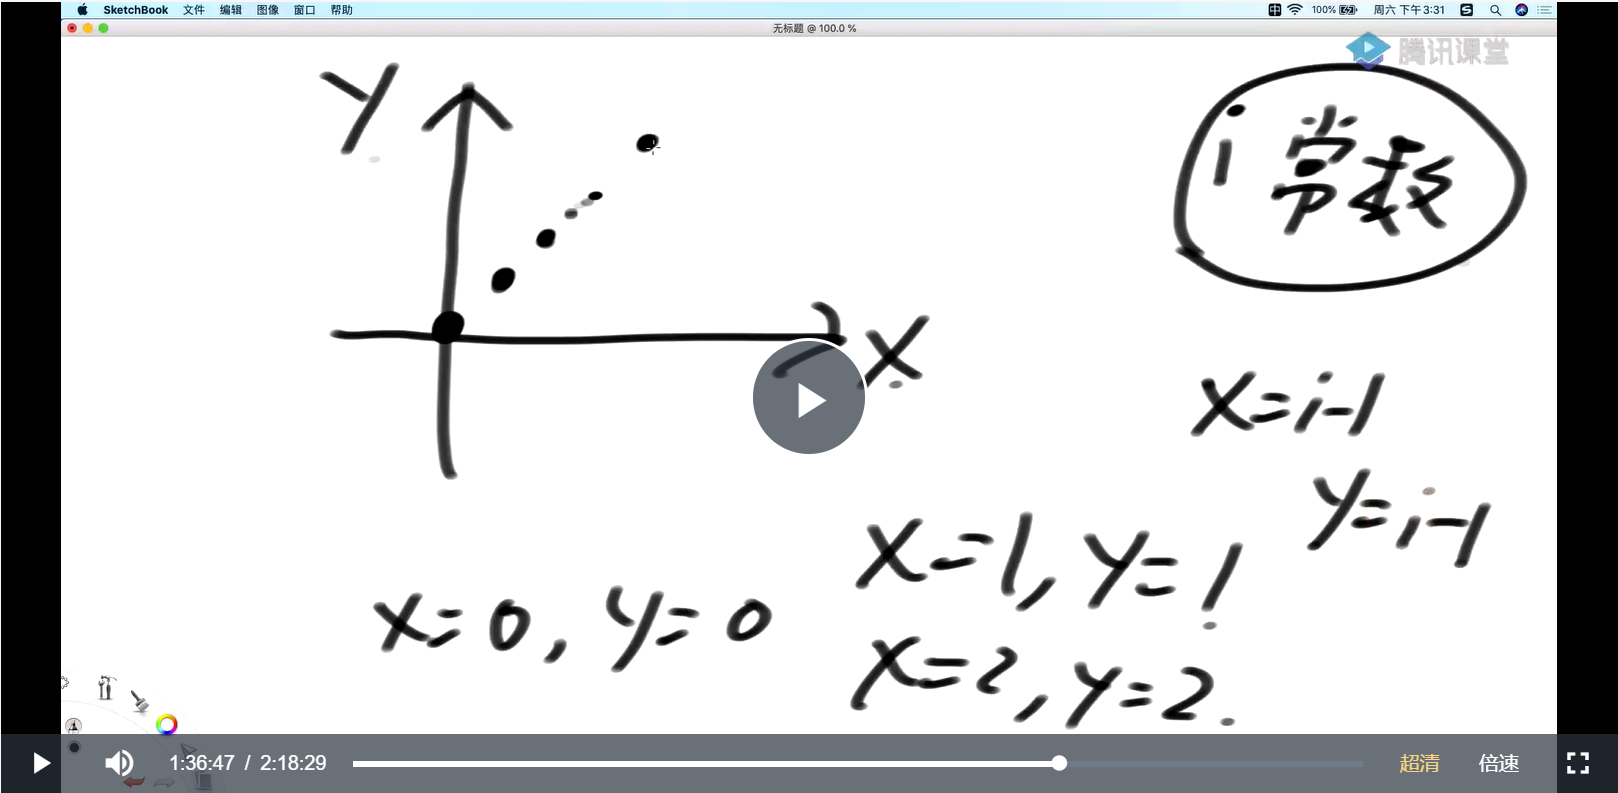 SketchBook 文件 编辑 图像 窗口 帮助 100% 周六 下午3:31
无标题 @ 100.0 %
腾讯课堂
y
i 常数
x
x=i-1
y=i-1
x=1, y=1
x=0, y=0
x=2, y=2.
1:36:47 / 2:18:29 超清 倍速